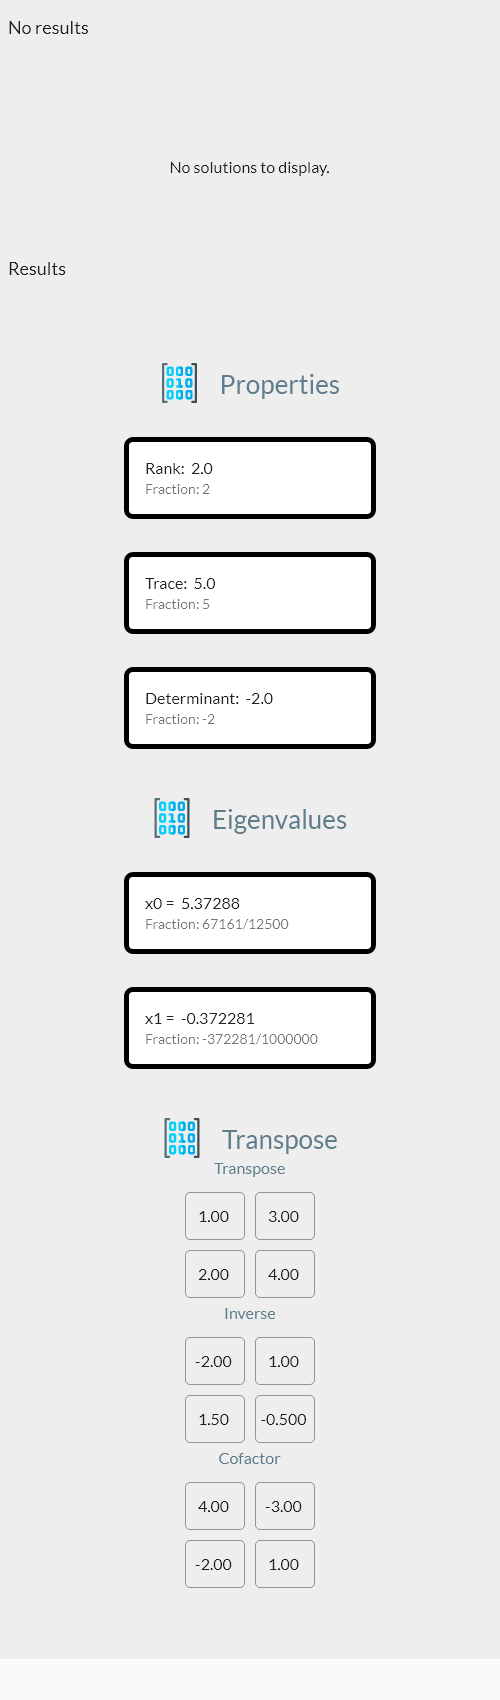 No results
No solutions to display.
Results
Properties
Rank: 2.0
Fraction: 2
Trace: 5.0
Fraction: 5
Determinant: -2.0
Fraction: -2
Eigenvalues
x0 = 5.37288
Fraction: 67161/12500
x1 = -0.372281
Fraction: -372281/1000000
Transpose
Transpose
1.00 3.00
2.00 4.00
Inverse
-2.00 1.00
1.50 -0.500
Cofactor
4.00 -3.00
-2.00 1.00